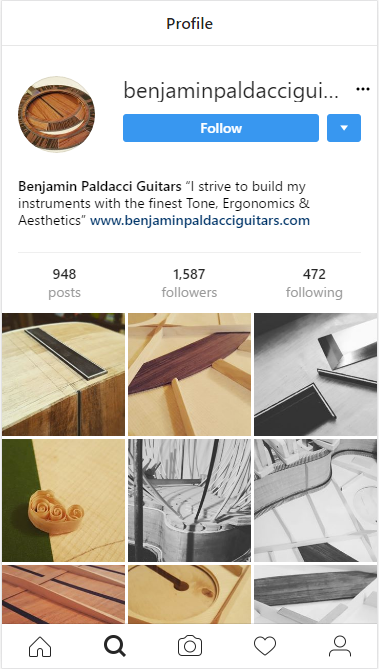 Profile
benjaminpaldaccigui...
Follow
Benjamin Paldacci Guitars “I strive to build my
instruments with the finest Tone, Ergonomics &
Aesthetics” www.benjaminpaldacciguitars.com
948 1,587 472
posts followers following